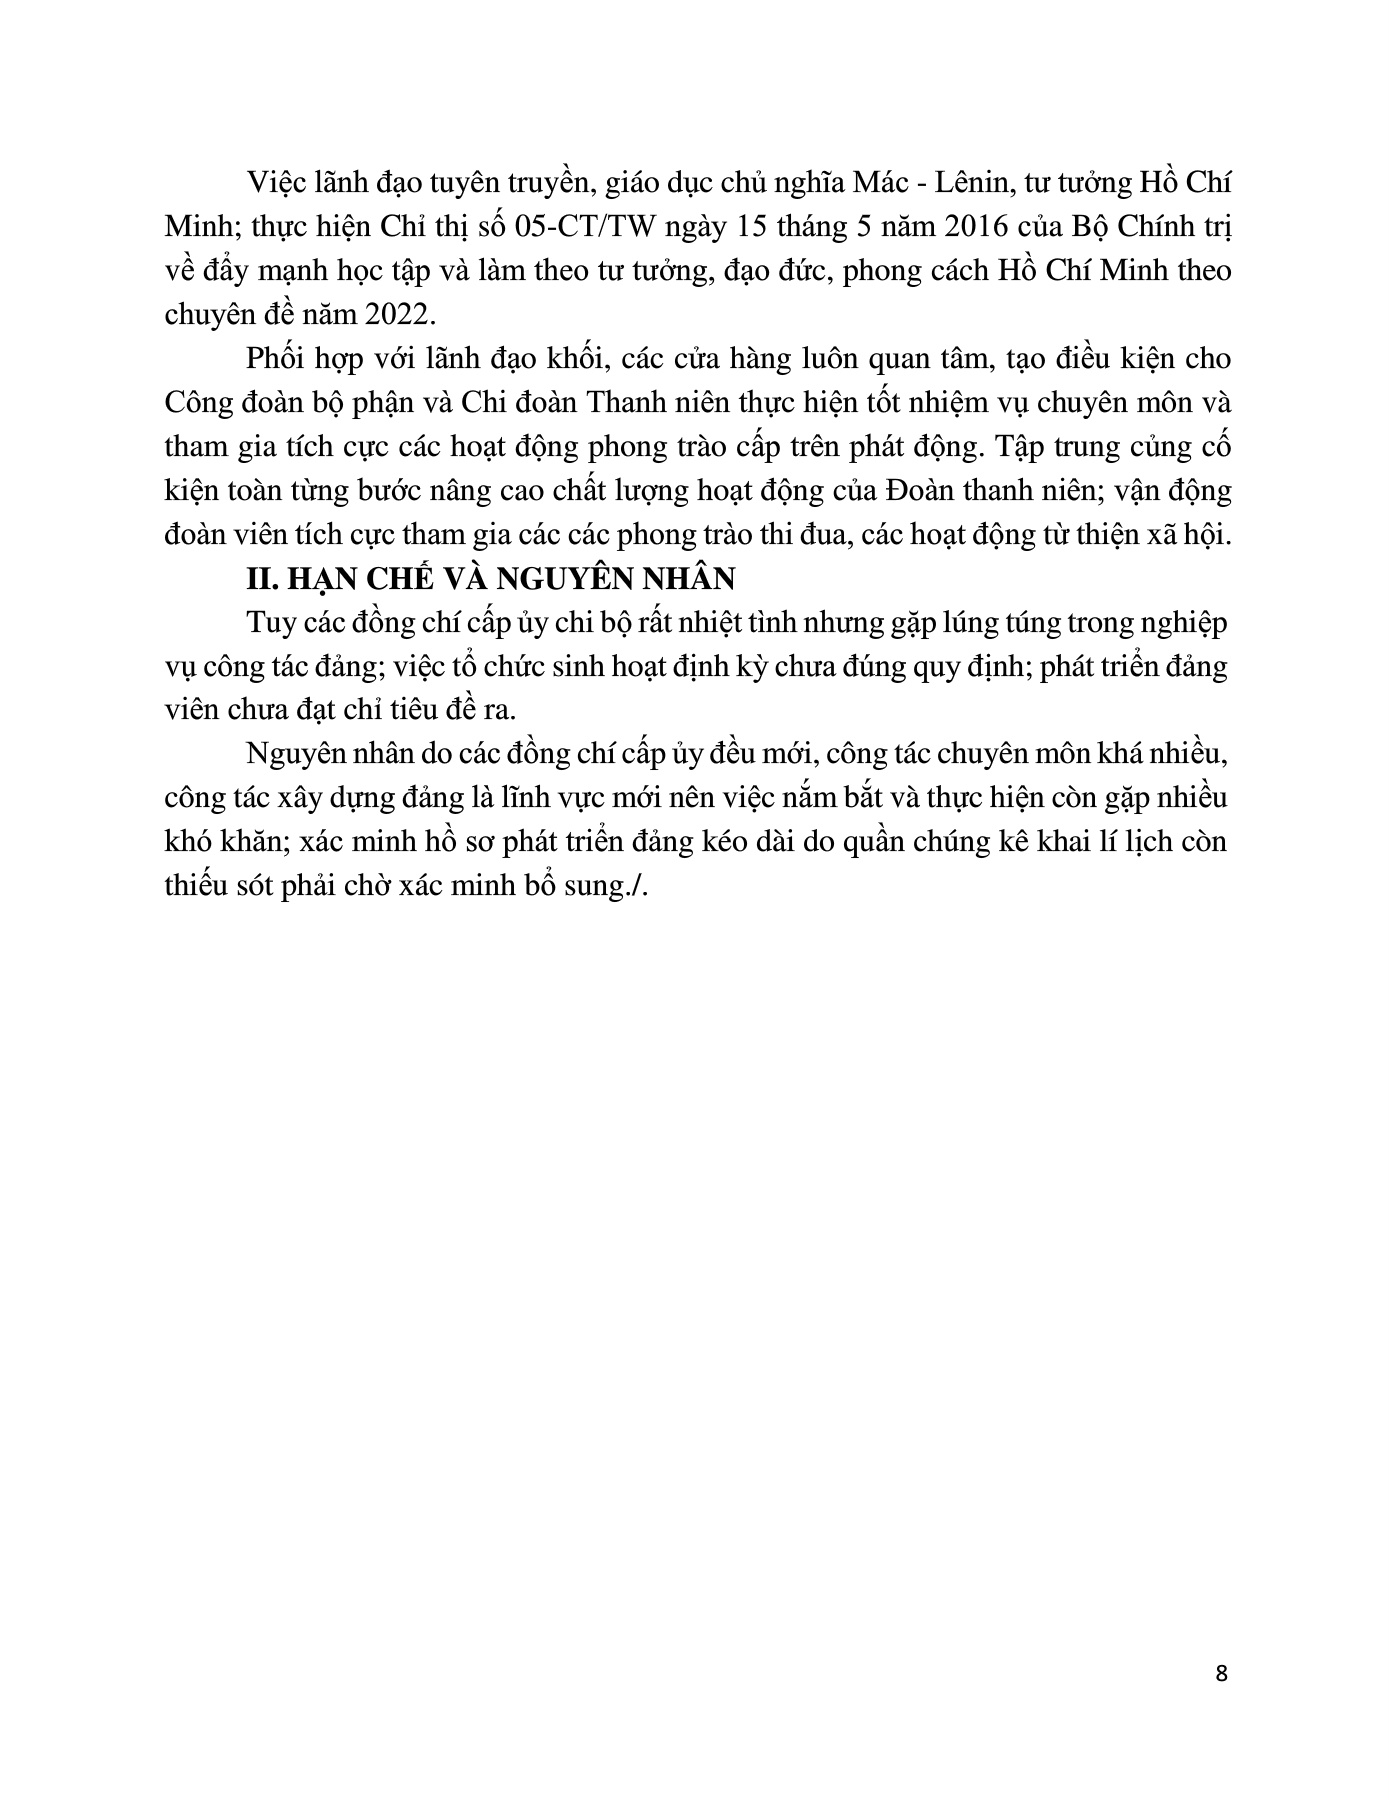 Việc lãnh đạo tuyên truyền, giáo dục chủ nghĩa Mác - Lênin, tư tưởng Hồ Chí
Minh; thực hiện Chỉ thị số 05-CT/TW ngày 15 tháng 5 năm 2016 của Bộ Chính trị
về đẩy mạnh học tập và làm theo tư tưởng, đạo đức, phong cách Hồ Chí Minh theo
chuyên đề năm 2022.
Phối hợp với lãnh đạo khối, các cửa hàng luôn quan tâm, tạo điều kiện cho
Công đoàn bộ phận và Chi đoàn Thanh niên thực hiện tốt nhiệm vụ chuyên môn và
tham gia tích cực các hoạt động phong trào cấp trên phát động. Tập trung củng cố
kiện toàn từng bước nâng cao chất lượng hoạt động của Đoàn thanh niên; vận động
đoàn viên tích cực tham gia các các phong trào thi đua, các hoạt động từ thiện xã hội.
II. HẠN CHẾ VÀ NGUYÊN NHÂN
Tuy các đồng chí cấp ủy chi bộ rất nhiệt tình nhưng gặp lúng túng trong nghiệp
vụ công tác đảng; việc tổ chức sinh hoạt định kỳ chưa đúng quy định; phát triển đảng
viên chưa đạt chỉ tiêu đề ra.
Nguyên nhân do các đồng chí cấp ủy đều mới, công tác chuyên môn khá nhiều,
công tác xây dựng đảng là lĩnh vực mới nên việc nắm bắt và thực hiện còn gặp nhiều
khó khăn; xác minh hồ sơ phát triển đảng kéo dài do quần chúng kê khai lí lịch còn
thiếu sót phải chờ xác minh bổ sung./.
8